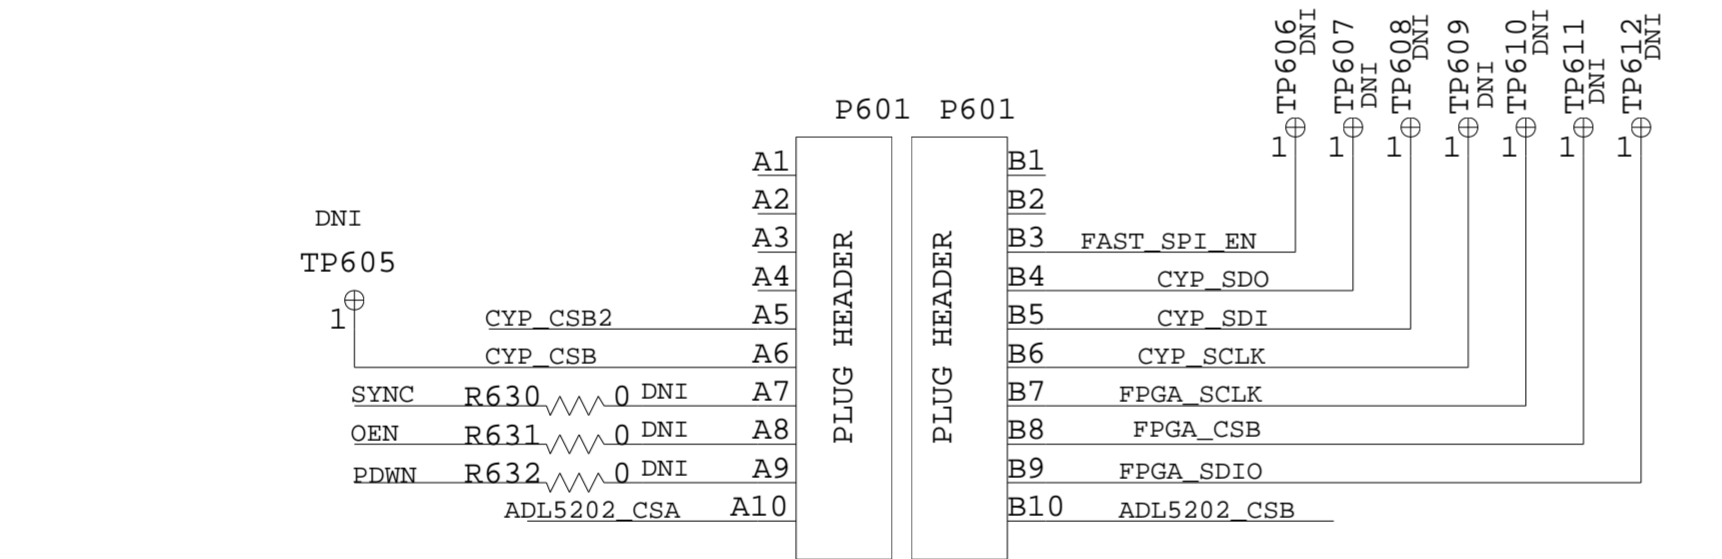 TP606 DNI
TP607 DNI
TP608 DNI
TP609 DNI
TP610 DNI
TP611 DNI
TP612 DNI
1 1 1 1 1 1 1
P601 P601
PLUG HEADER
PLUG HEADER
DNI
TP605
1
A1 B1
A2 B2
A3 B3 FAST_SPI_EN
A4 B4 CYP_SDO
CYP_CSB2 A5 B5 CYP_SDI
CYP_CSB A6 B6 CYP_SCLK
SYNC R630 0 DNI A7 B7 FPGA_SCLK
OEN R631 0 DNI A8 B8 FPGA_CSB
PDWN R632 0 DNI A9 B9 FPGA_SDIO
ADL5202_CSA A10 B10 ADL5202_CSB